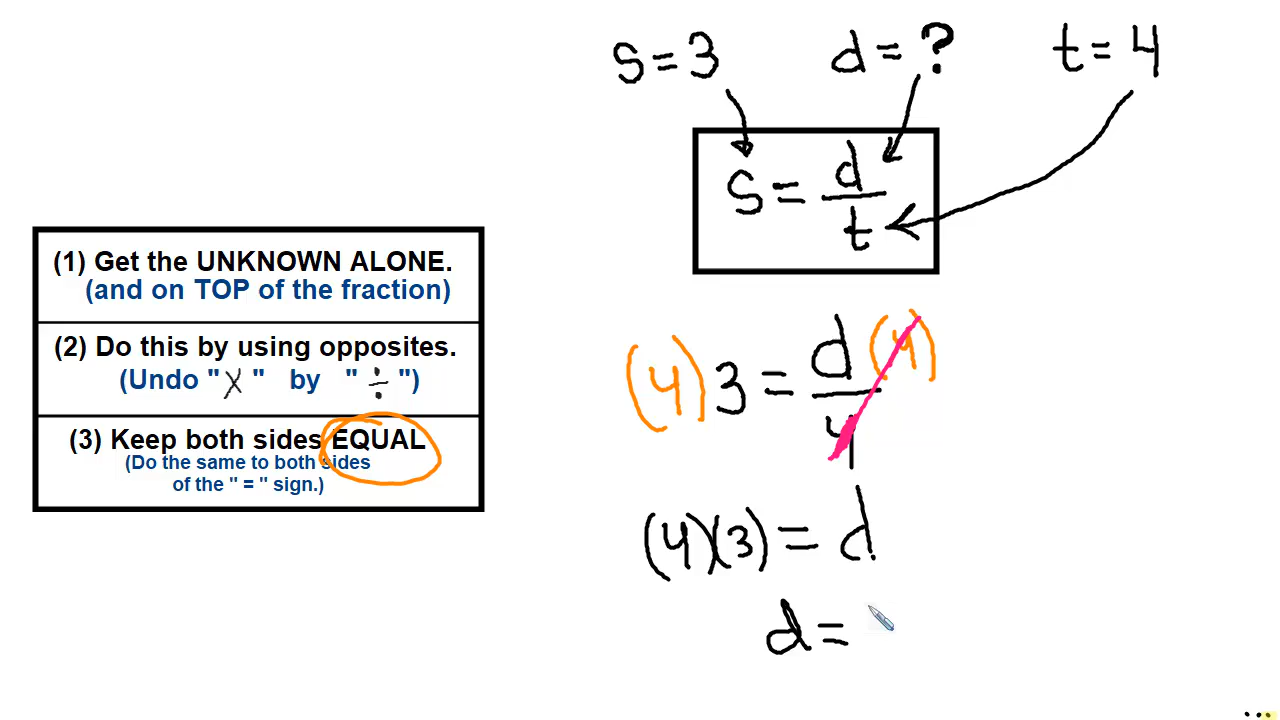 s = 3 d = ? t = 4
s = d/t
(1) Get the UNKNOWN ALONE.
(and on TOP of the fraction)
(2) Do this by using opposites.
(Undo "X" by "÷")
(3) Keep both sides EQUAL
(Do the same to both sides
of the " = " sign.)
(4) 3 = d/4 (4)
(4)(3) = d
d =